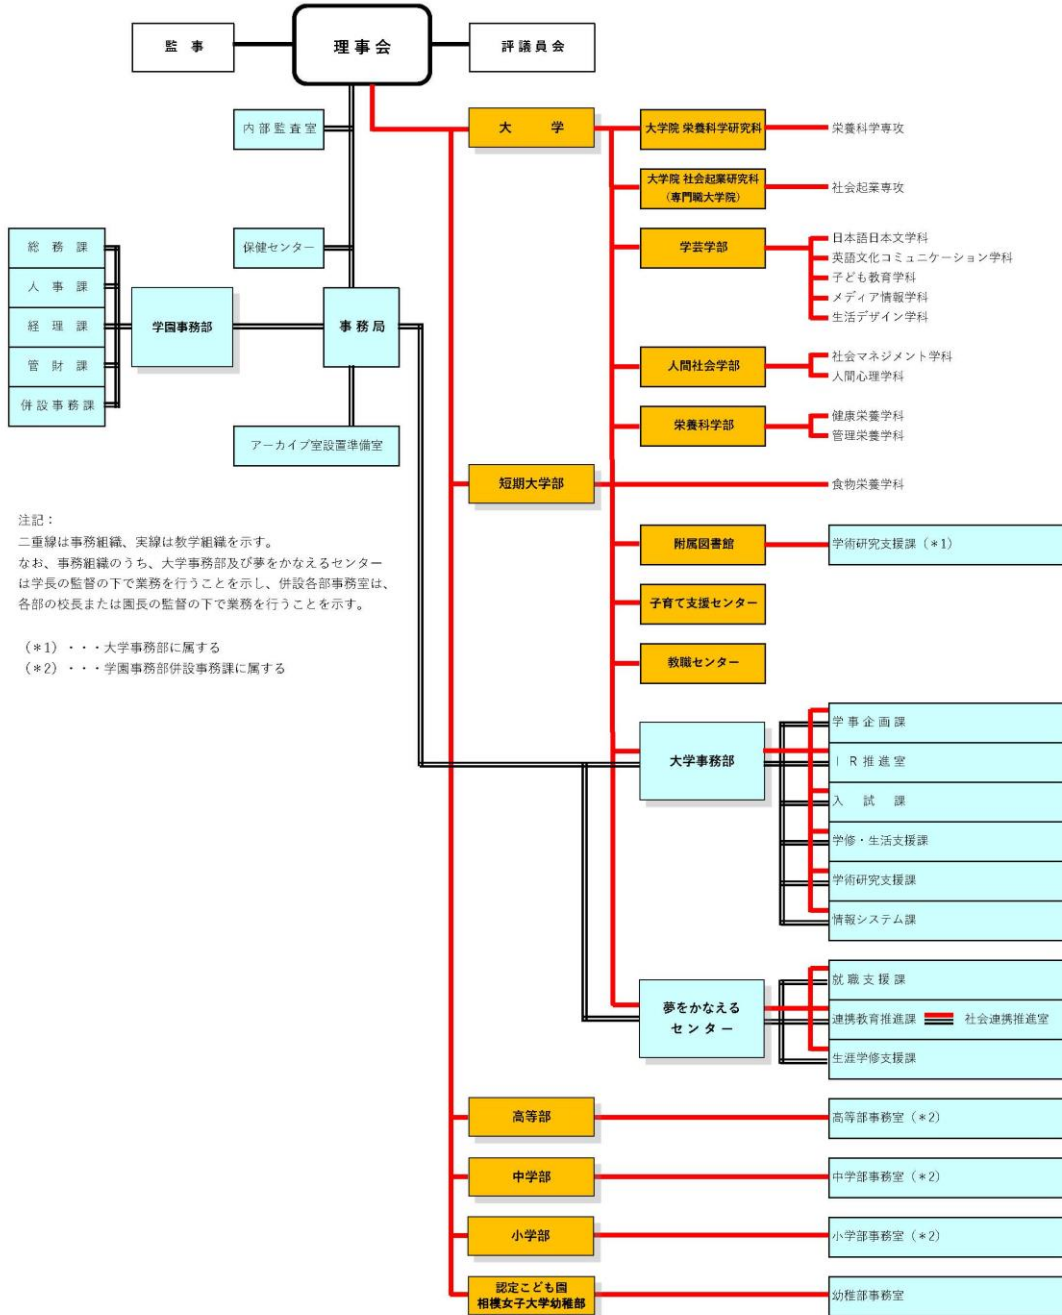 監事
理事会
評議員会
内部監査室
大学
大学院 栄養科学研究科
栄養科学専攻
大学院 社会起業研究科
（専門職大学院）
社会起業専攻
総務課
人事課
経理課
管財課
併設事務課
学園事務部
保健センター
事務局
アーカイブ室設置準備室
学芸学部
日本語日本文学科
英語文化コミュニケーション学科
子ども教育学科
メディア情報学科
生活デザイン学科
人間社会学部
社会マネジメント学科
人間心理学科
栄養科学部
健康栄養学科
管理栄養学科
短期大学部
食物栄養学科
注記：
二重線は事務組織、実線は教学組織を示す。
なお、事務組織のうち、大学事務部及び夢をかなえるセンター
は学長の監督の下で業務を行うことを示し、併設各部事務室は、
各部の校長または園長の監督の下で業務を行うことを示す。
（＊1）・・・大学事務部に属する
（＊2）・・・学園事務部併設事務課に属する
附属図書館
学術研究支援課（＊1）
子育て支援センター
教職センター
大学事務部
学事企画課
ＩＲ推進室
入試課
学修・生活支援課
学術研究支援課
情報システム課
夢をかなえる
センター
就職支援課
連携教育推進課
社会連携推進室
生涯学修支援課
高等部
高等部事務室（＊2）
中学部
中学部事務室（＊2）
小学部
小学部事務室（＊2）
認定こども園
相模女子大学幼稚部
幼稚部事務室